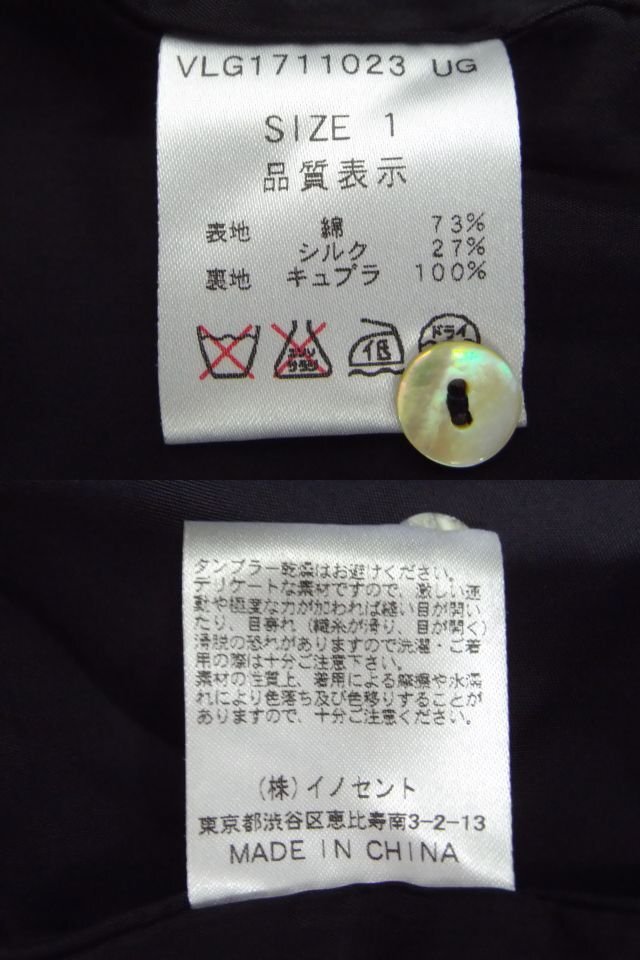 VLG1711023 UG
SIZE 1
品質表示
表地 綿 73%
シルク 27%
裏地 キュプラ 100%
エンソ サラシ 低 ドライ
タンブラー乾燥はお避けください。
デリケートな素材ですので、激しい運
動や極度な力が加われば縫い目が開い
たり、目寄れ（織糸が滑り、目が開く）
滑脱の恐れがありますので洗濯・ご着
用の際は十分ご注意下さい。
素材の性質上、着用による摩擦や水濡
れにより色落ち及び色移りすることが
ありますので、十分ご注意ください。
(株)イノセント
東京都渋谷区恵比寿南3-2-13
MADE IN CHINA